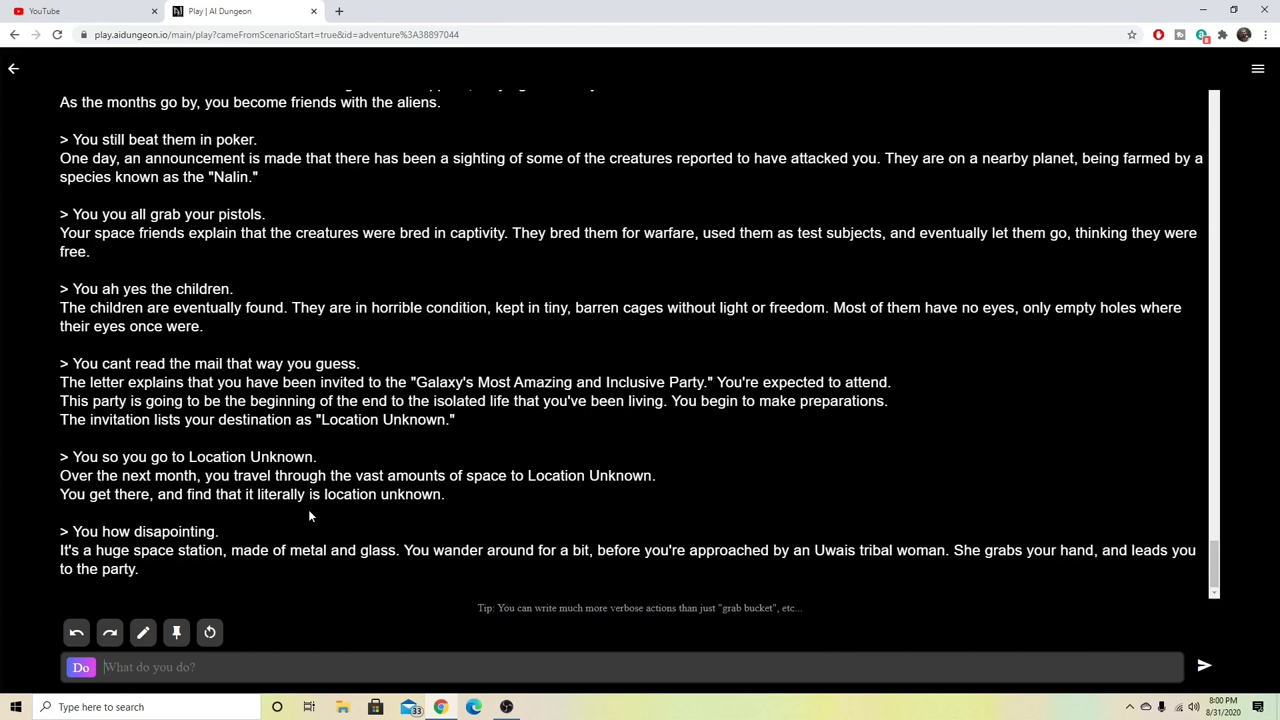 YouTube
Play | AI Dungeon
play.aidungeon.io/main/play?cameFromScenarioStart=true&id=adventure%3A38897044
As the months go by, you become friends with the aliens.
> You still beat them in poker.
One day, an announcement is made that there has been a sighting of some of the creatures reported to have attacked you. They are on a nearby planet, being farmed by a
species known as the "Nalin."
> You you all grab your pistols.
Your space friends explain that the creatures were bred in captivity. They bred them for warfare, used them as test subjects, and eventually let them go, thinking they were
free.
> You ah yes the children.
The children are eventually found. They are in horrible condition, kept in tiny, barren cages without light or freedom. Most of them have no eyes, only empty holes where
their eyes once were.
> You cant read the mail that way you guess.
The letter explains that you have been invited to the "Galaxy's Most Amazing and Inclusive Party." You're expected to attend.
This party is going to be the beginning of the end to the isolated life that you've been living. You begin to make preparations.
The invitation lists your destination as "Location Unknown."
> You so you go to Location Unknown.
Over the next month, you travel through the vast amounts of space to Location Unknown.
You get there, and find that it literally is location unknown.
> You how disapointing.
It's a huge space station, made of metal and glass. You wander around for a bit, before you're approached by an Uwais tribal woman. She grabs your hand, and leads you
to the party.
Tip: You can write much more verbose actions than just "grab bucket", etc...
Do What do you do?
Type here to search
33
8:00 PM
8/31/2020